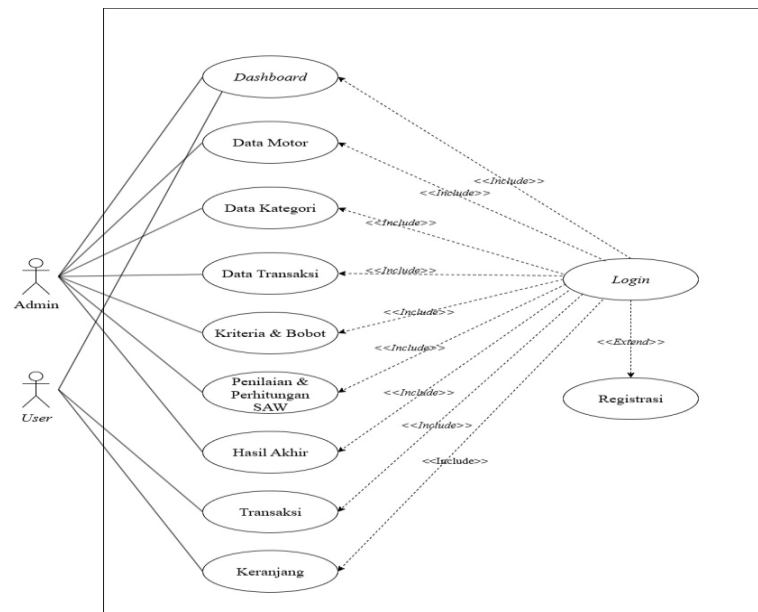 Dashboard
Data Motor
<<Include>>
<<Include>>
Data Kategori
<<Include>>
Data Transaksi
<<Include>>
Login
Admin
Kriteria & Bobot
<<Include>>
<<Extend>>
<<Include>>
Penilaian &
Perhitungan
SAW
<<Include>>
Registrasi
User
<<Include>>
Hasil Akhir
<<Include>>
Transaksi
Keranjang